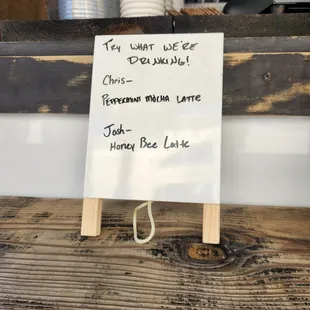 TRY WHAT WE'RE
DRINKING!
Chris-
PEPPERMINT MOCHA LATTE
Josh-
Honey Bee Latte